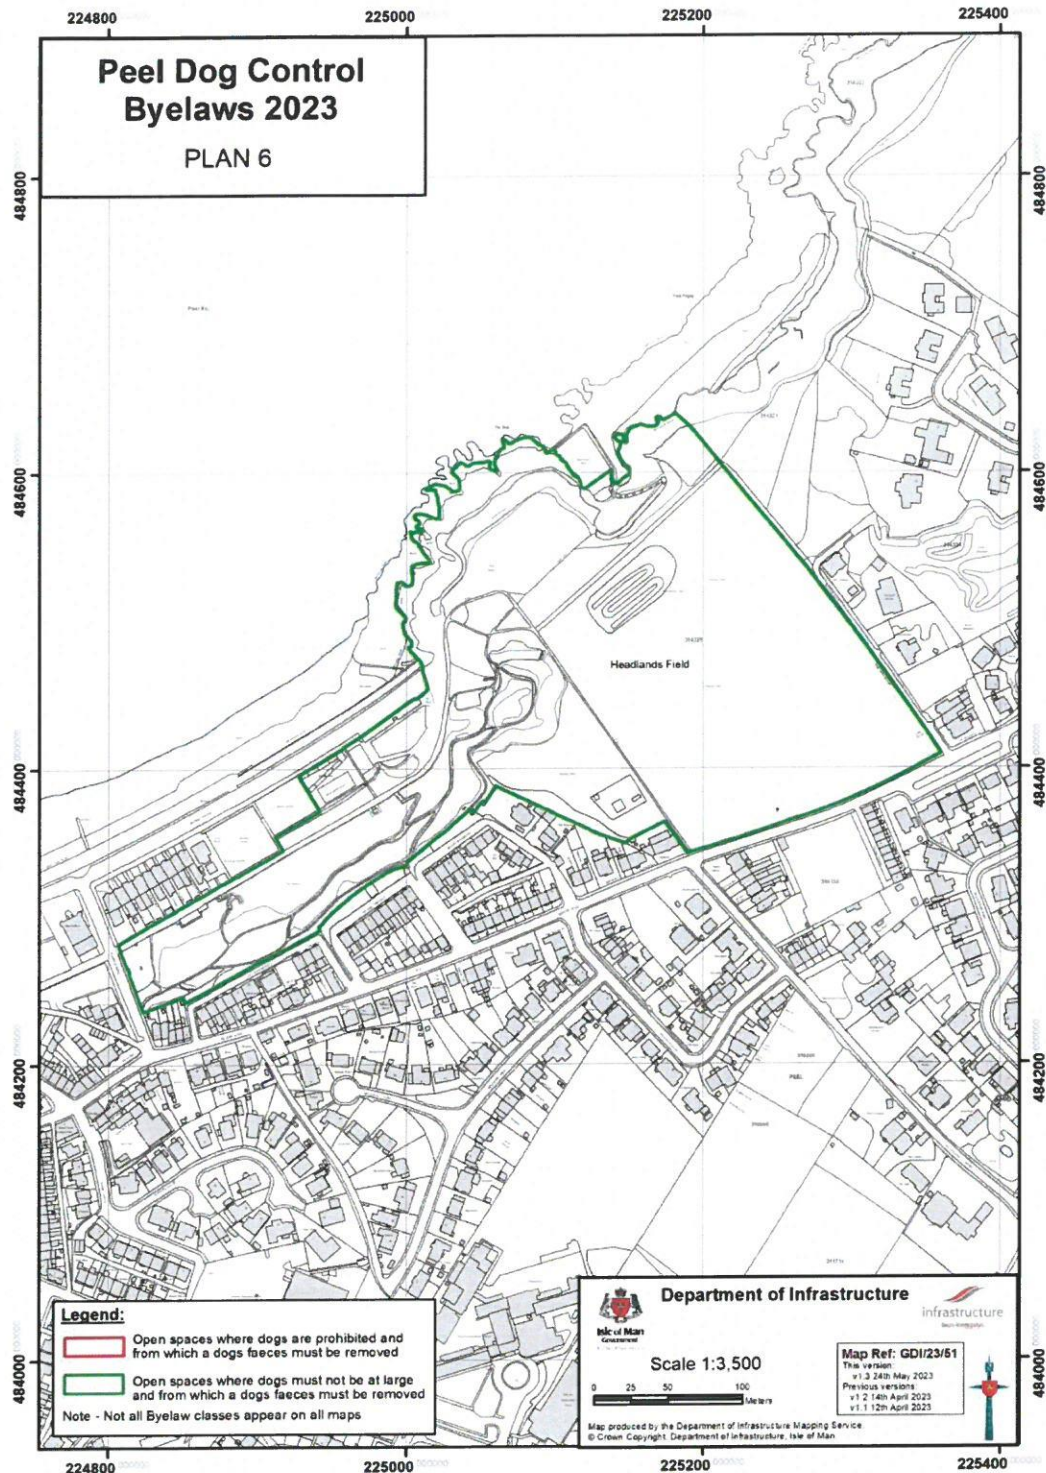 224800
225000
225200
225400
Peel Dog Control
Byelaws 2023
PLAN 6
484800
484800
484600
484600
Headlands Field
484400
484400
484200
484200
PEEL
484000
484000
Legend:
Open spaces where dogs are prohibited and
from which a dogs faeces must be removed
Open spaces where dogs must not be at large
and from which a dogs faeces must be removed
Note - Not all Byelaw classes appear on all maps
Department of Infrastructure
Isle of Man
Government
infrastructure
Scale 1:3,500
0 25 50 100
Meters
Map Ref: GDI/23/51
This version:
v1.3 24th May 2023
Previous versions:
v1.2 14th April 2023
v1.1 12th April 2023
Map produced by the Department of Infrastructure Mapping Service
© Crown Copyright. Department of Infrastructure, Isle of Man
224800
225000
225200
225400